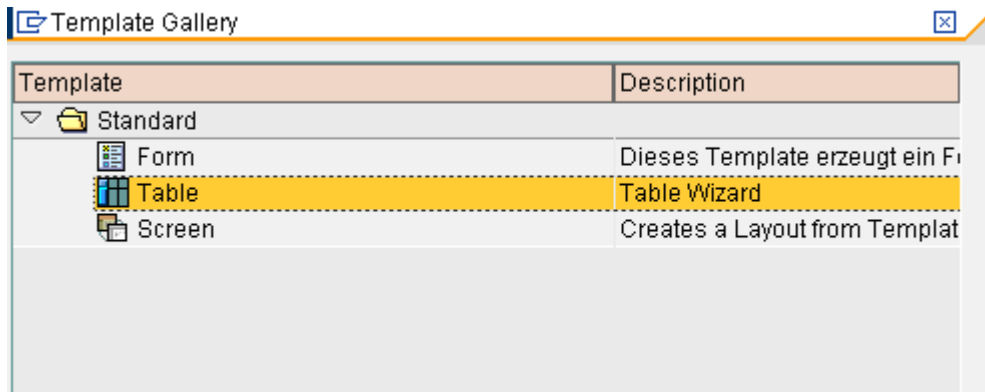 Template Gallery
Template Description
Standard
Form Dieses Template erzeugt ein
Table Table Wizard
Screen Creates a Layout from Templat